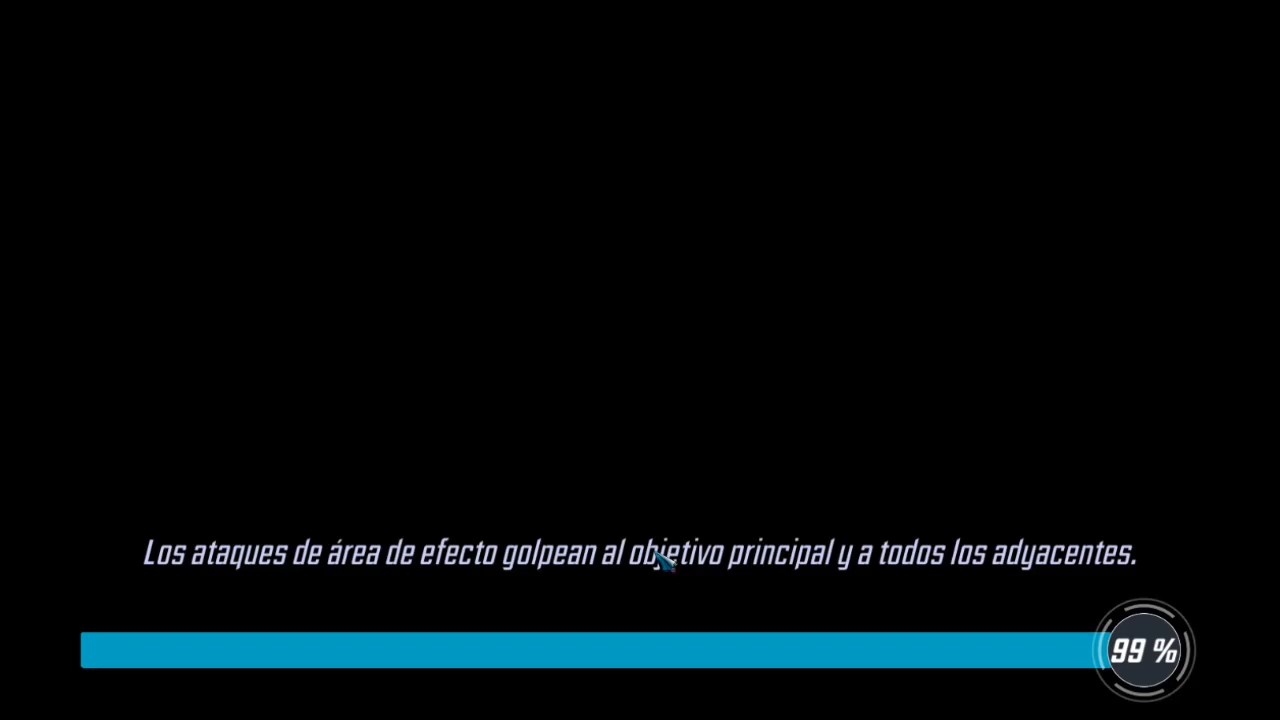 Los ataques de área de efecto golpean al objetivo principal y a todos los adyacentes.
99 %